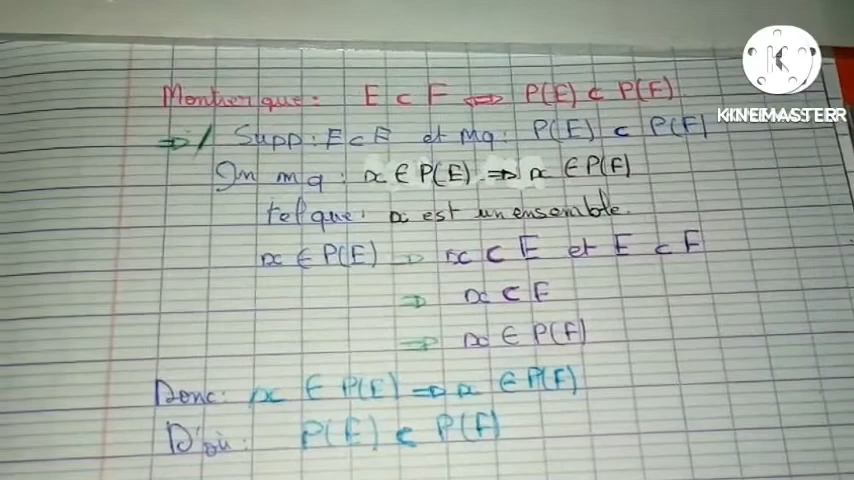 Montrer que : E ⊂ F ⟺ P(E) ⊂ P(F)
⇒ / Supp : E ⊂ F et Mq : P(E) ⊂ P(F)
On mq : x ∈ P(E) ⇒ x ∈ P(F)
tel que : x est un ensemble.
x ∈ P(E) ⇒ x ⊂ E et E ⊂ F
⇒ x ⊂ F
⇒ x ∈ P(F)
Donc : x ∈ P(E) ⇒ x ∈ P(F)
D'où : P(E) ⊂ P(F)
K
KINEMASTER